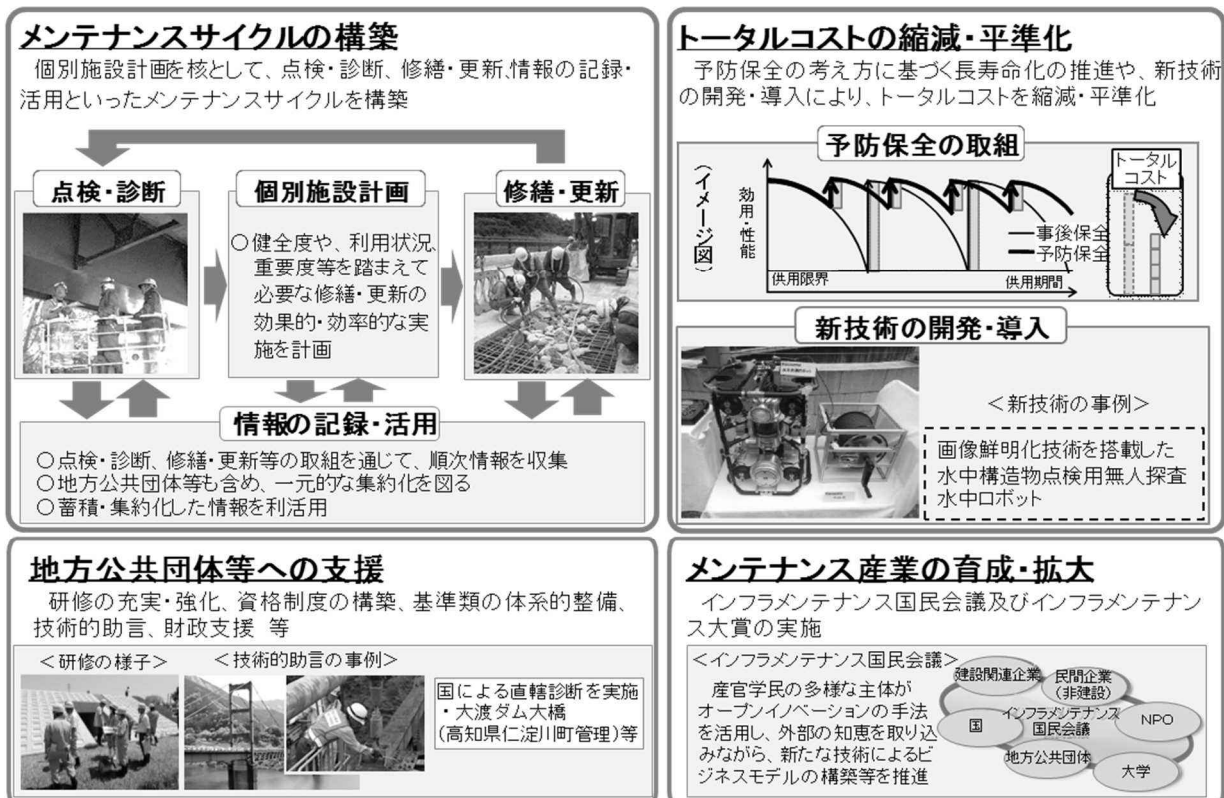 メンテナンスサイクルの構築
個別施設計画を核として、点検・診断、修繕・更新、情報の記録・
活用といったメンテナンスサイクルを構築
点検・診断
個別施設計画
修繕・更新
○健全度や、利用状況、
重要度等を踏まえて
必要な修繕・更新の
効果的・効率的な実
施を計画
情報の記録・活用
○点検・診断、修繕・更新等の取組を通じて、順次情報を収集
○地方公共団体等も含め、一元的な集約化を図る
○蓄積・集約化した情報を利活用
トータルコストの縮減・平準化
予防保全の考え方に基づく長寿命化の推進や、新技術
の開発・導入により、トータルコストを縮減・平準化
予防保全の取組
(イメージ図)
効用・性能
事後保全
予防保全
供用限界
供用期間
トータル
コスト
新技術の開発・導入
<新技術の事例>
画像鮮明化技術を搭載した
水中構造物点検用無人探査
水中ロボット
地方公共団体等への支援
研修の充実・強化、資格制度の構築、基準類の体系的整備、
技術的助言、財政支援 等
<研修の様子>
<技術的助言の事例>
国による直轄診断を実施
・大渡ダム大橋
(高知県仁淀川町管理)等
メンテナンス産業の育成・拡大
インフラメンテナンス国民会議及びインフラメンテナン
ス大賞の実施
<インフラメンテナンス国民会議>
産官学民の多様な主体が
オープンイノベーションの手法
を活用し、外部の知恵を取り込
みながら、新たな技術によるビ
ジネスモデルの構築等を推進
建設関連企業
民間企業
(非建設)
国
インフラメンテナンス
国民会議
NPO
地方公共団体
大学